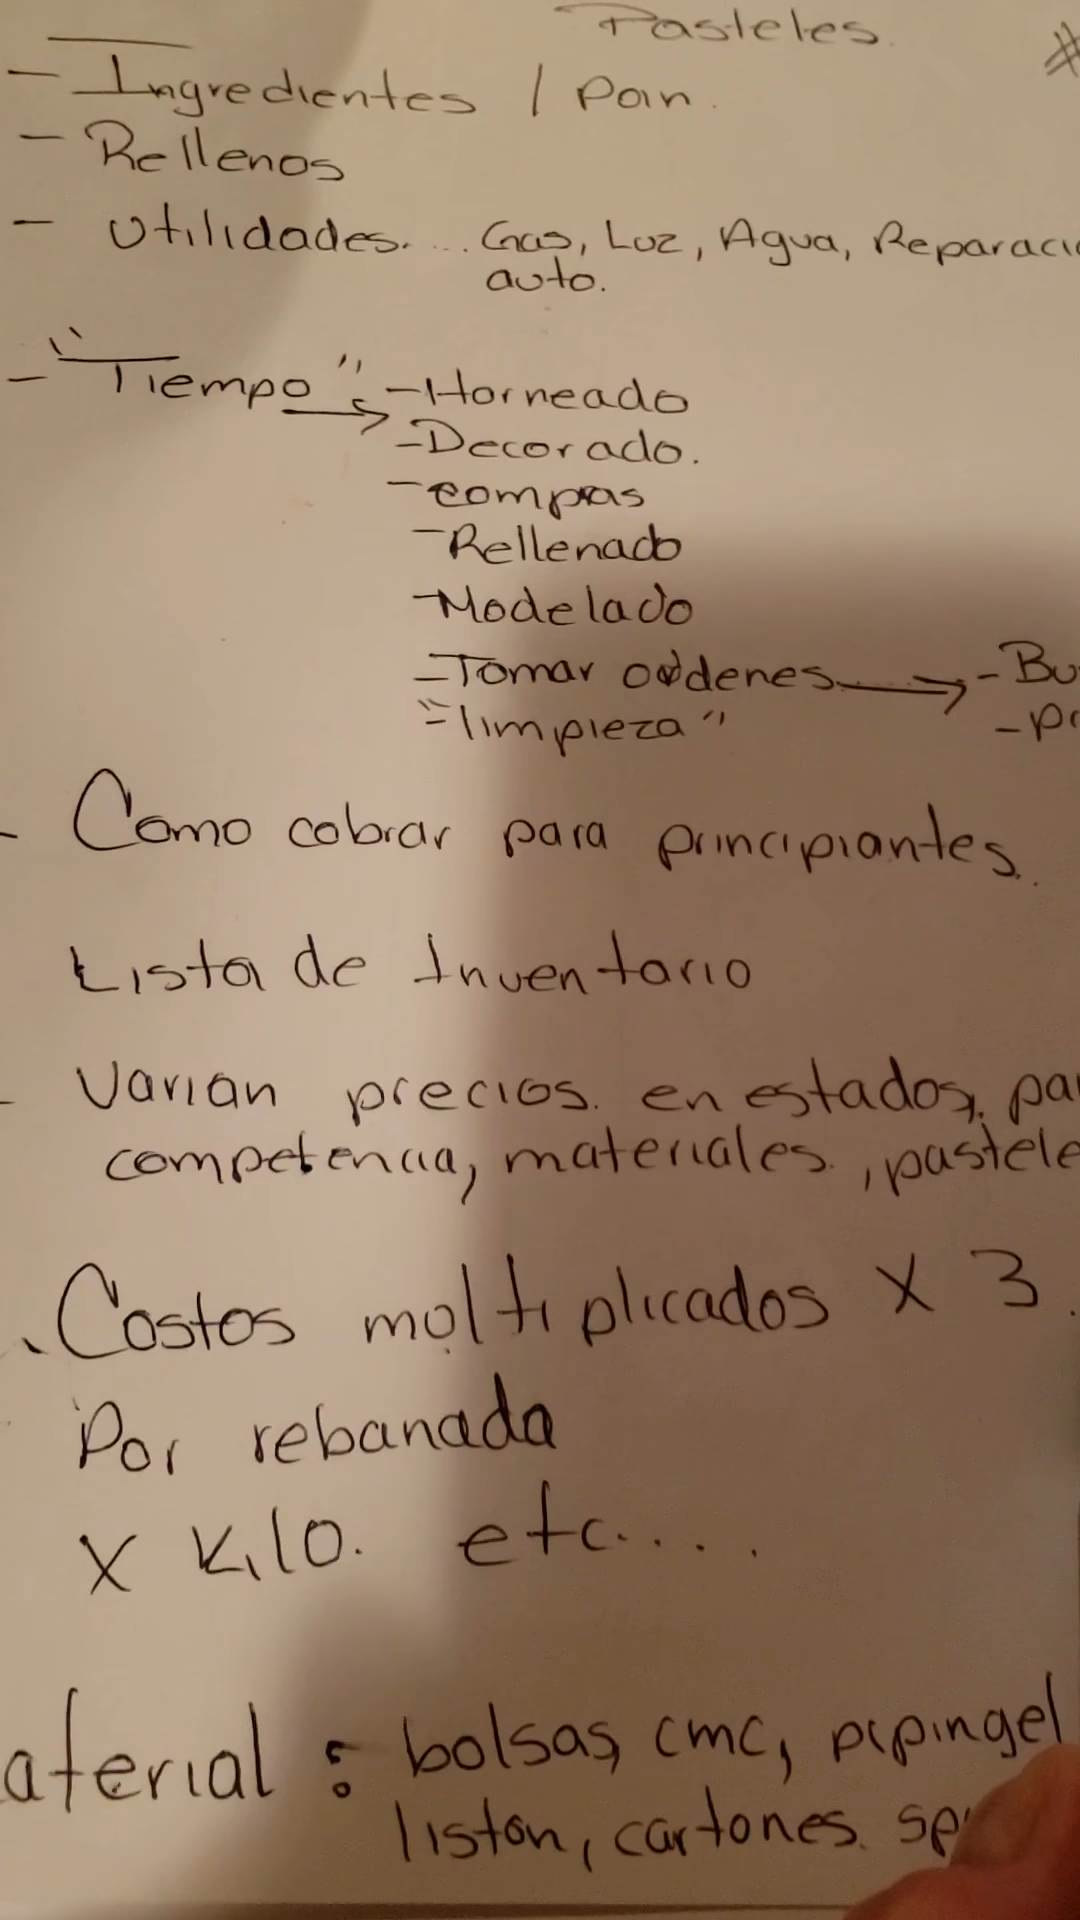 Pasteles.
- Ingredientes / Pan.
- Rellenos
- Utilidades.... Gas, Luz, Agua, Reparaci
auto.
- "Tiempo" → - Horneado
- Decorado.
- compras
- Rellenado
- Modelado
- Tomar ordenes → - Bu
"limpieza"
- Como cobrar para principiantes.
Lista de Inventario
- Varian precios. en estados,
competencia, materiales. , pastele
Costos moltiplicados X 3.
Por rebanada
X Kilo. etc....
aterial : bolsas, cmc, pipingel
liston, cartones.